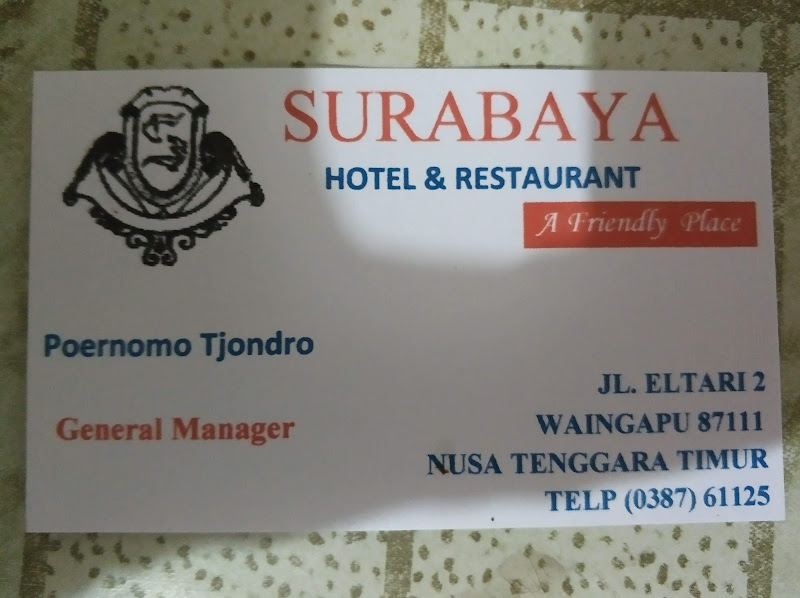 SURABAYA
HOTEL & RESTAURANT
A Friendly Place
Poernomo Tjondro
General Manager
JL. ELTARI 2
WAINGAPU 87111
NUSA TENGGARA TIMUR
TELP (0387) 61125